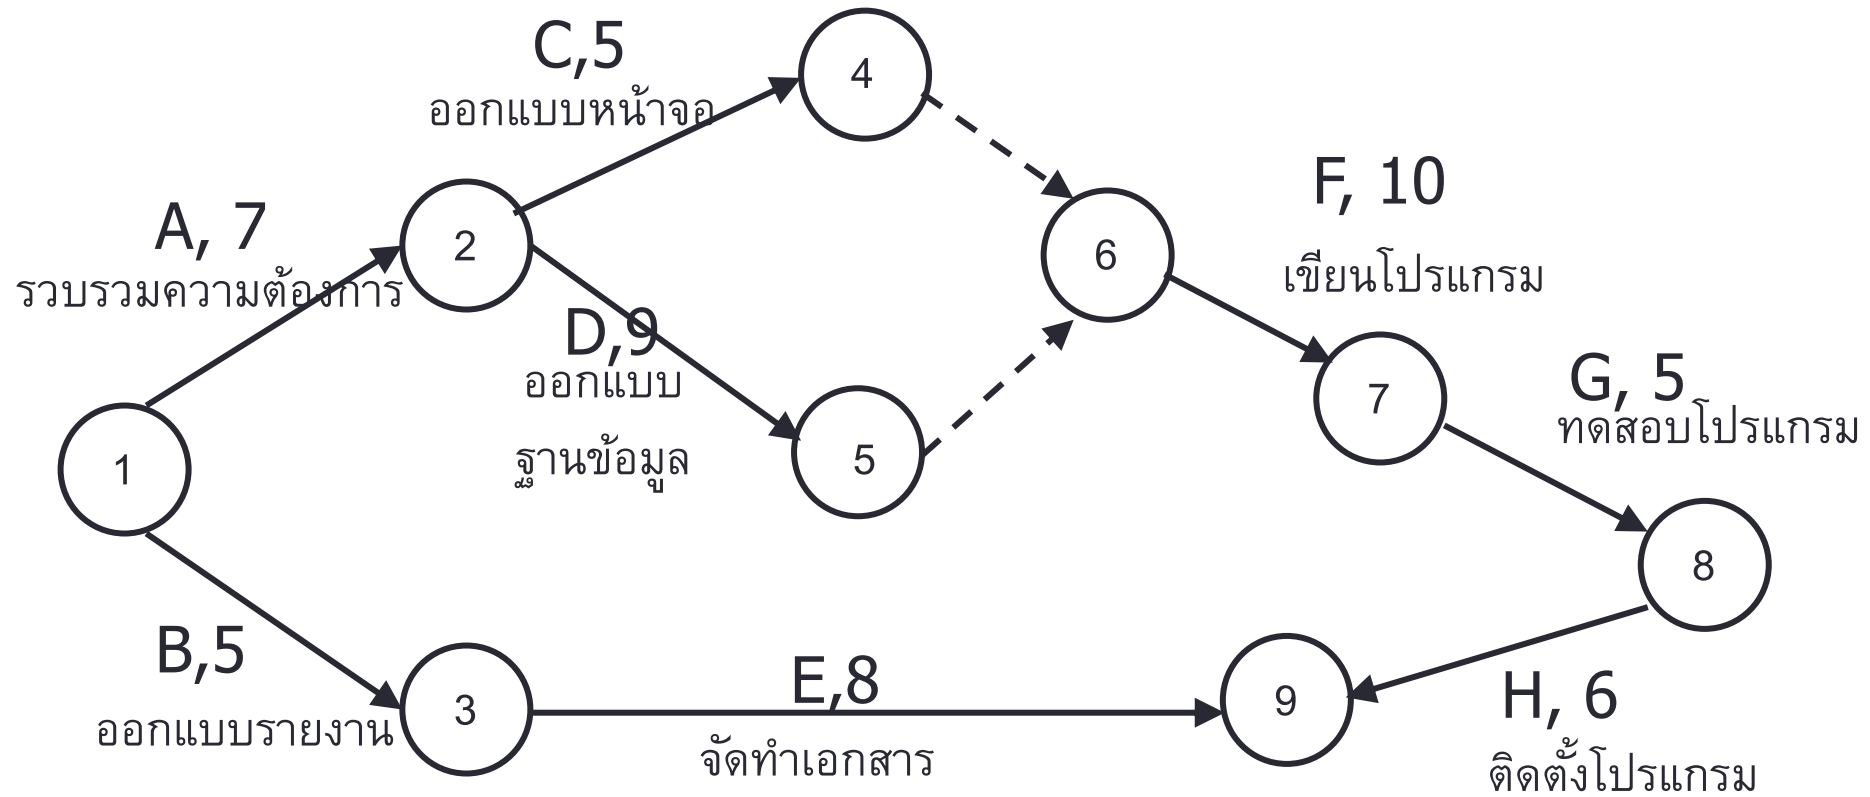 C,5
ออกแบบหน้าจอ
4
A, 7
รวบรวมความต้องการ
2
F, 10
เขียนโปรแกรม
6
D,9
ออกแบบ
ฐานข้อมูล
G, 5
ทดสอบโปรแกรม
7
1
5
8
B,5
ออกแบบรายงาน
3
E,8
จัดทำเอกสาร
9
H, 6
ติดตั้งโปรแกรม